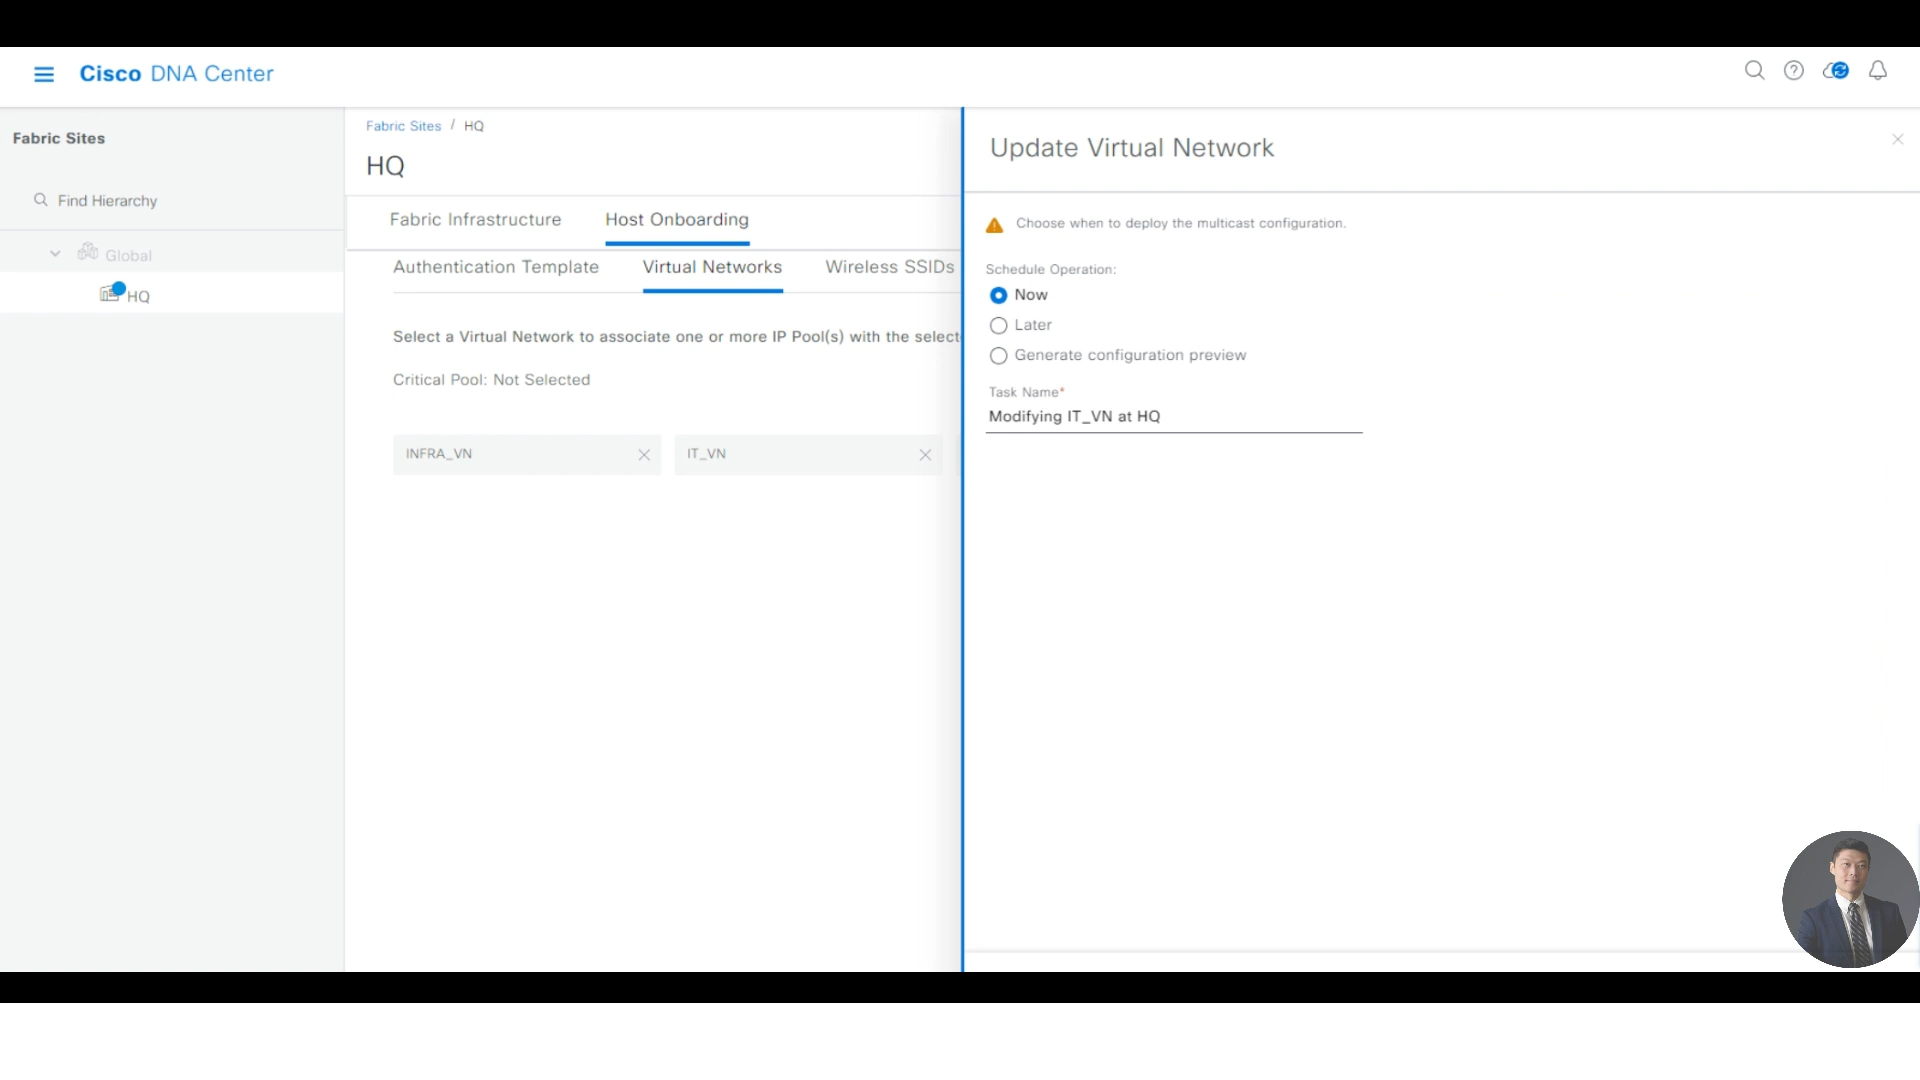 Cisco DNA Center
Fabric Sites
Find Hierarchy
Global
HQ
Fabric Sites / HQ
HQ
Fabric Infrastructure
Host Onboarding
Authentication Template
Virtual Networks
Wireless SSIDs
Select a Virtual Network to associate one or more IP Pool(s) with the select
Critical Pool: Not Selected
INFRA_VN
IT_VN
Update Virtual Network
Choose when to deploy the multicast configuration.
Schedule Operation:
Now
Later
Generate configuration preview
Task Name*
Modifying IT_VN at HQ